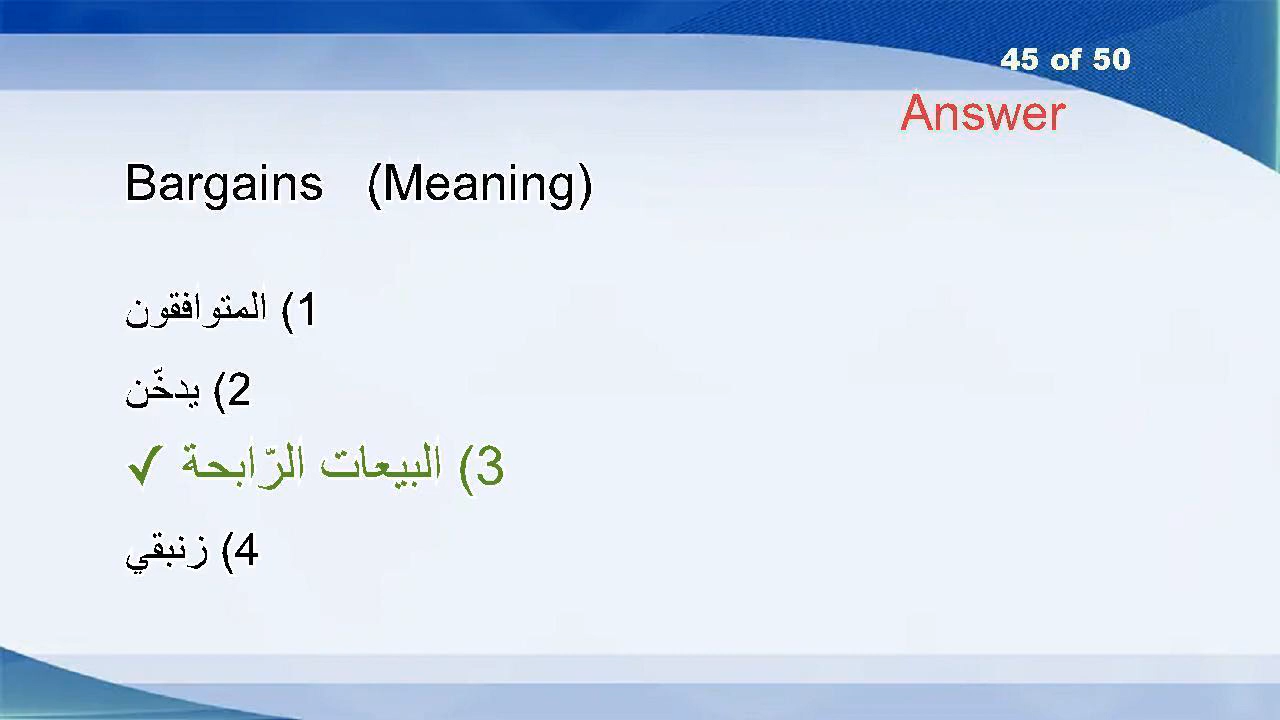 45 of 50
Answer
Bargains (Meaning)
1) المتوافقون
2) يدخّن
3) البيعات الرّابحة ✓
4) زنبقي